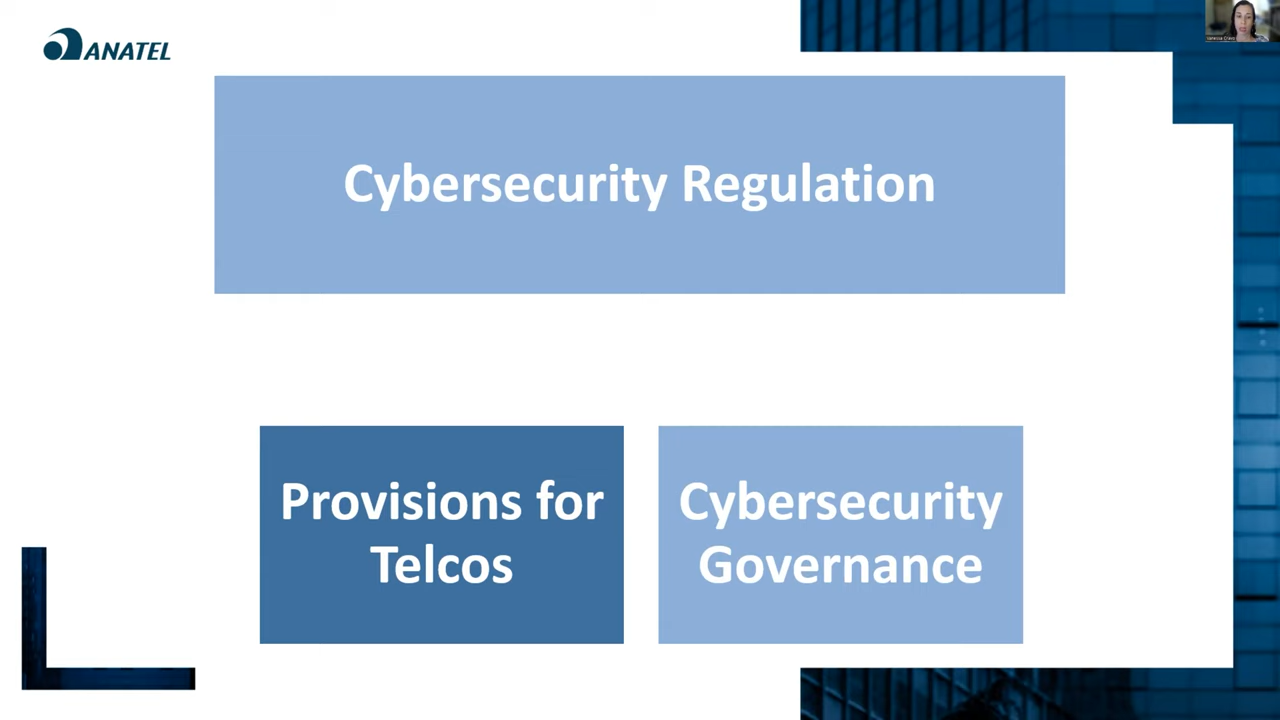 ANATEL
Cybersecurity Regulation
Provisions for
Telcos
Cybersecurity
Governance